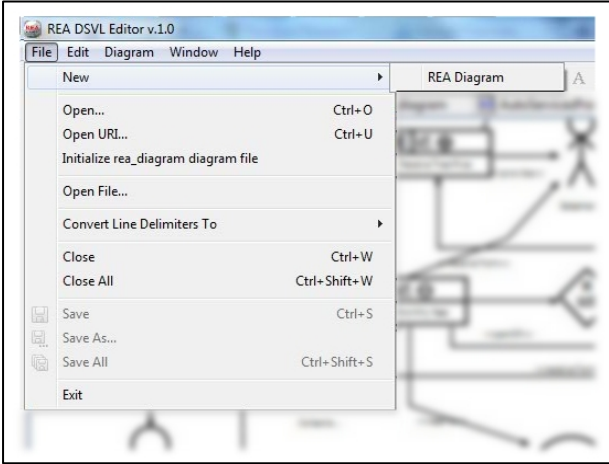 REA DSVL Editor v.1.0
File Edit Diagram Window Help
New
REA Diagram
A
Open... Ctrl+O
Open URI... Ctrl+U
Initialize rea_diagram diagram file
Open File...
Convert Line Delimiters To
Close Ctrl+W
Close All Ctrl+Shift+W
Save Ctrl+S
Save As...
Save All Ctrl+Shift+S
Exit